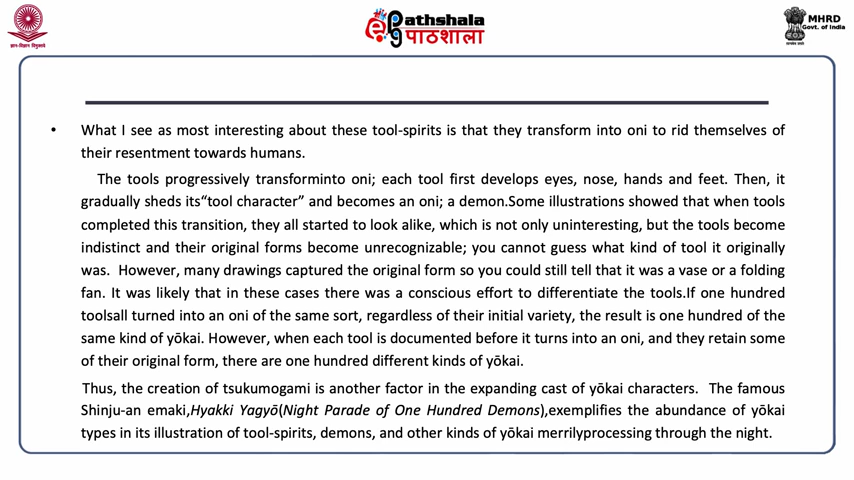 ePathshala
पाठशाला
MHRD
Govt. of India
• What I see as most interesting about these tool-spirits is that they transform into oni to rid themselves of
their resentment towards humans.
The tools progressively transforminto oni; each tool first develops eyes, nose, hands and feet. Then, it
gradually sheds its“tool character” and becomes an oni; a demon.Some illustrations showed that when tools
completed this transition, they all started to look alike, which is not only uninteresting, but the tools become
indistinct and their original forms become unrecognizable; you cannot guess what kind of tool it originally
was. However, many drawings captured the original form so you could still tell that it was a vase or a folding
fan. It was likely that in these cases there was a conscious effort to differentiate the tools.If one hundred
toolsall turned into an oni of the same sort, regardless of their initial variety, the result is one hundred of the
same kind of yōkai. However, when each tool is documented before it turns into an oni, and they retain some
of their original form, there are one hundred different kinds of yōkai.
Thus, the creation of tsukumogami is another factor in the expanding cast of yōkai characters. The famous
Shinju-an emaki,Hyakki Yagyō(Night Parade of One Hundred Demons),exemplifies the abundance of yōkai
types in its illustration of tool-spirits, demons, and other kinds of yōkai merrilyprocessing through the night.